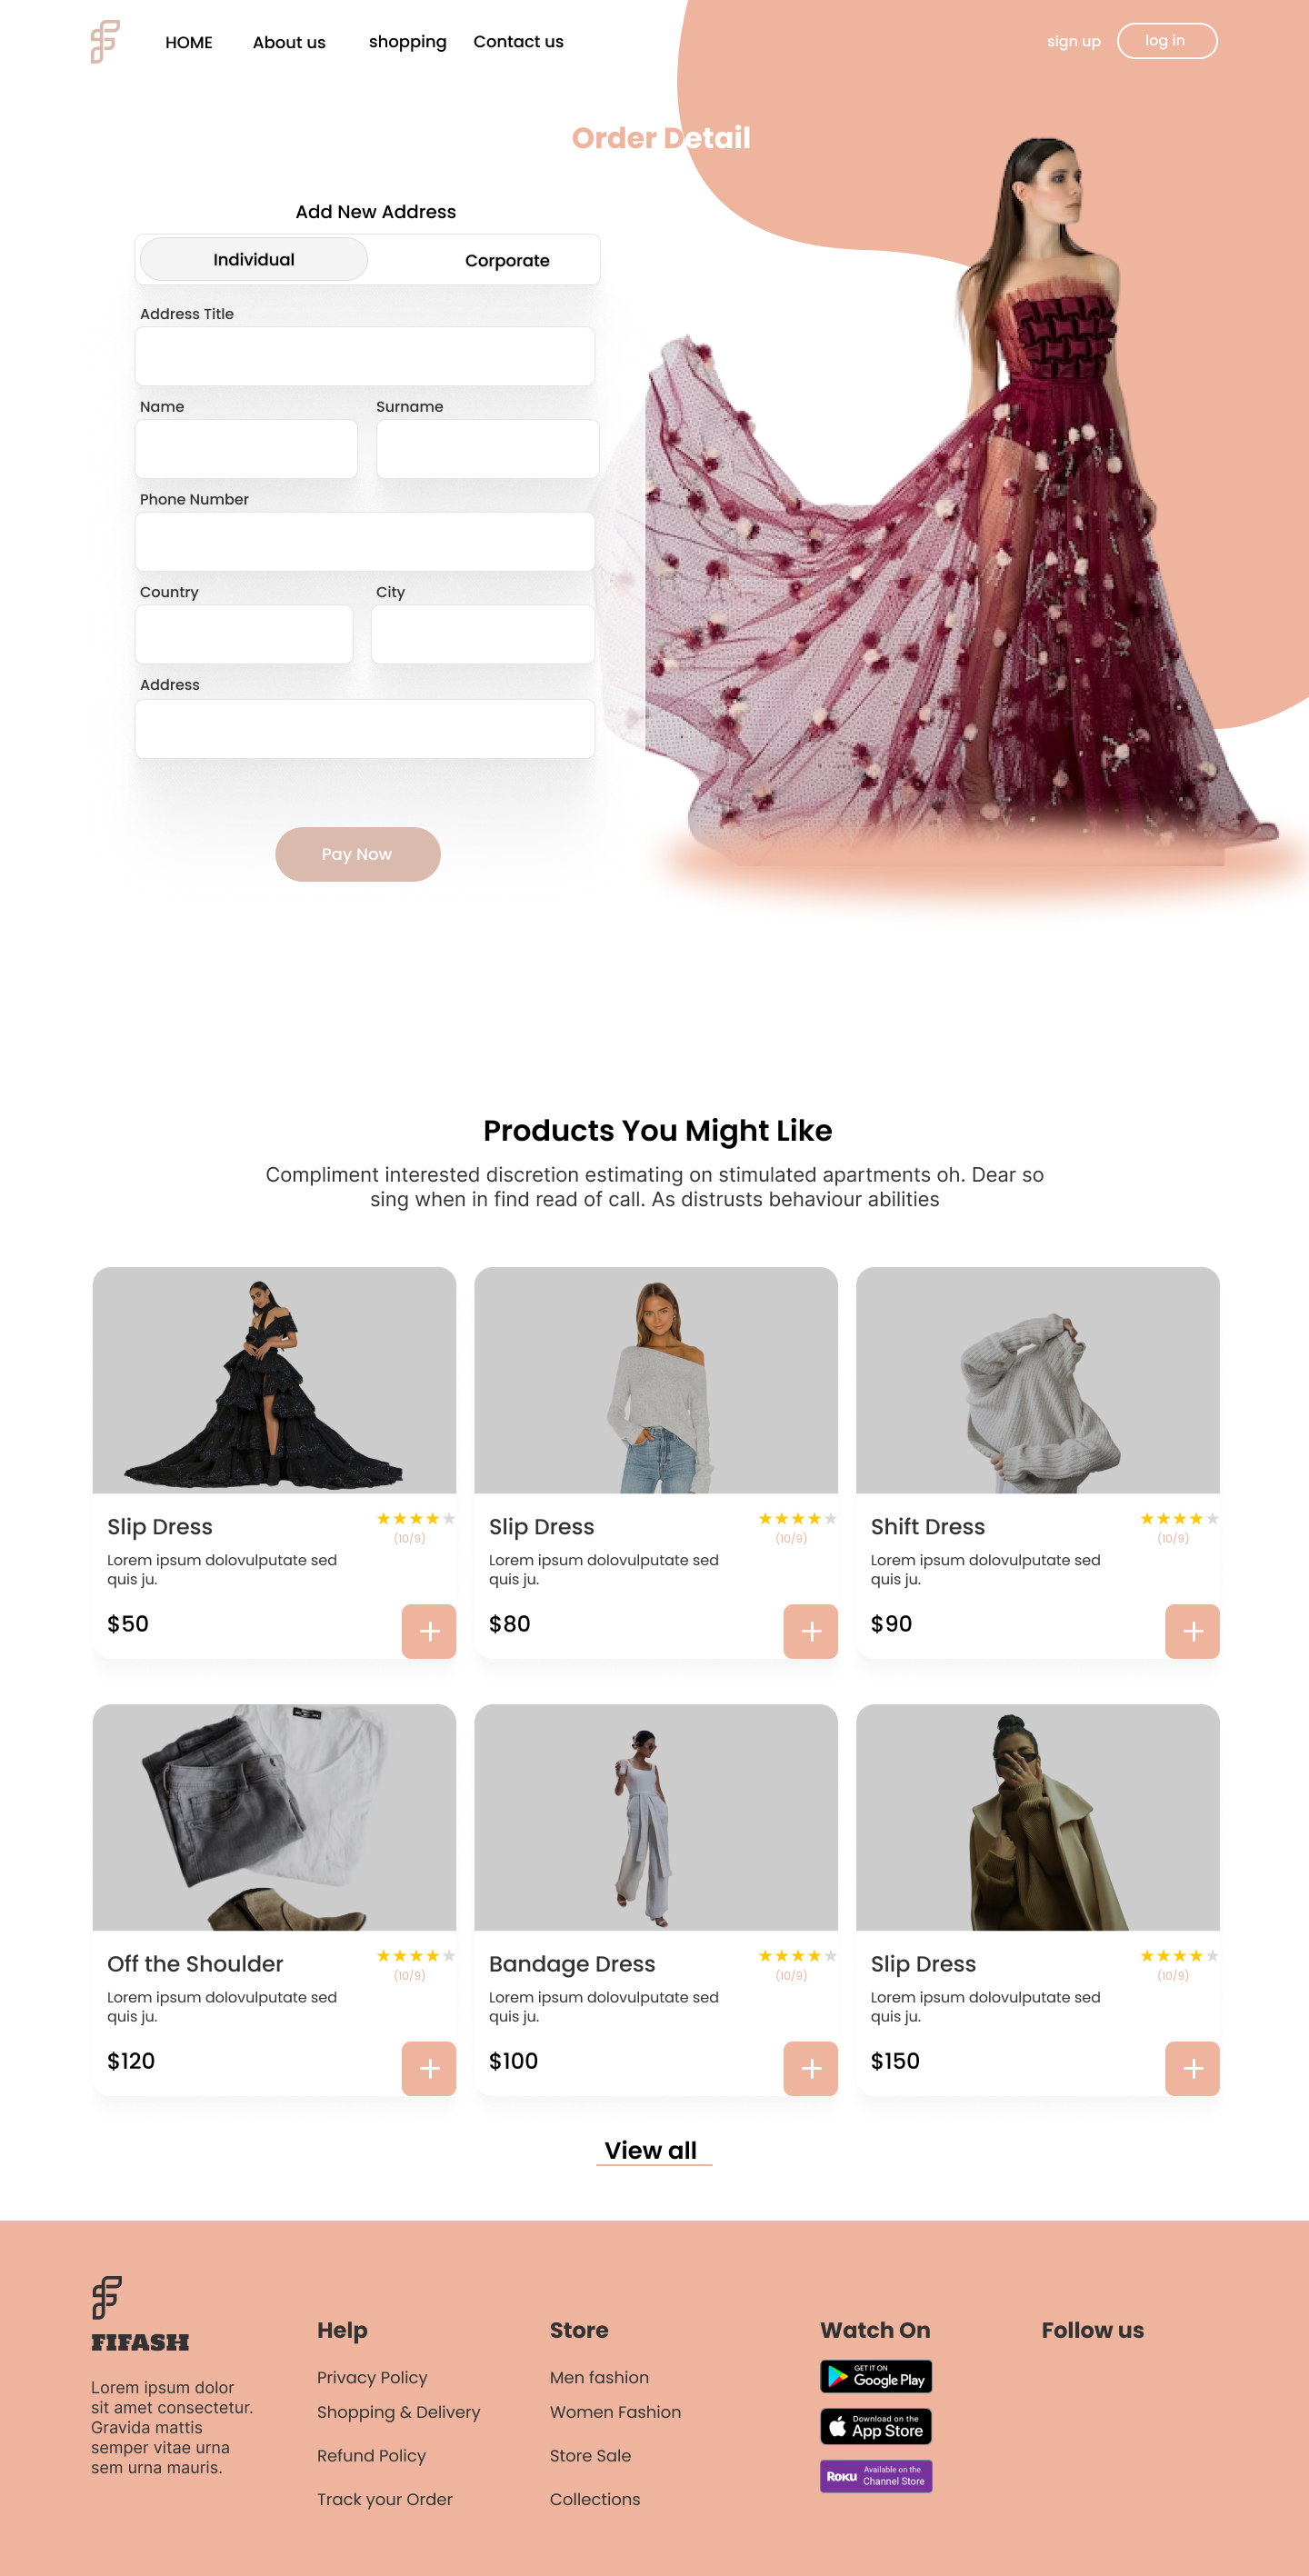 HOME
About us
shopping
Contact us
sign up
log in
Order Detail
Add New Address
Individual
Corporate
Address Title
Name
Surname
Phone Number
Country
City
Address
Pay Now
Products You Might Like
Compliment interested discretion estimating on stimulated apartments oh. Dear so
sing when in find read of call. As distrusts behaviour abilities
Slip Dress
(10/9)
Lorem ipsum dolovulputate sed
quis ju.
$50
Slip Dress
(10/9)
Lorem ipsum dolovulputate sed
quis ju.
$80
Shift Dress
(10/9)
Lorem ipsum dolovulputate sed
quis ju.
$90
Off the Shoulder
(10/9)
Lorem ipsum dolovulputate sed
quis ju.
$120
Bandage Dress
(10/9)
Lorem ipsum dolovulputate sed
quis ju.
$100
Slip Dress
(10/9)
Lorem ipsum dolovulputate sed
quis ju.
$150
View all
FIFASH
Lorem ipsum dolor
sit amet consectetur.
Gravida mattis
semper vitae urna
sem urna mauris.
Help
Privacy Policy
Shopping & Delivery
Refund Policy
Track your Order
Store
Men fashion
Women Fashion
Store Sale
Collections
Watch On
GET IT ON
Google Play
Download on the
App Store
ROKU
Available on the
Channel Store
Follow us